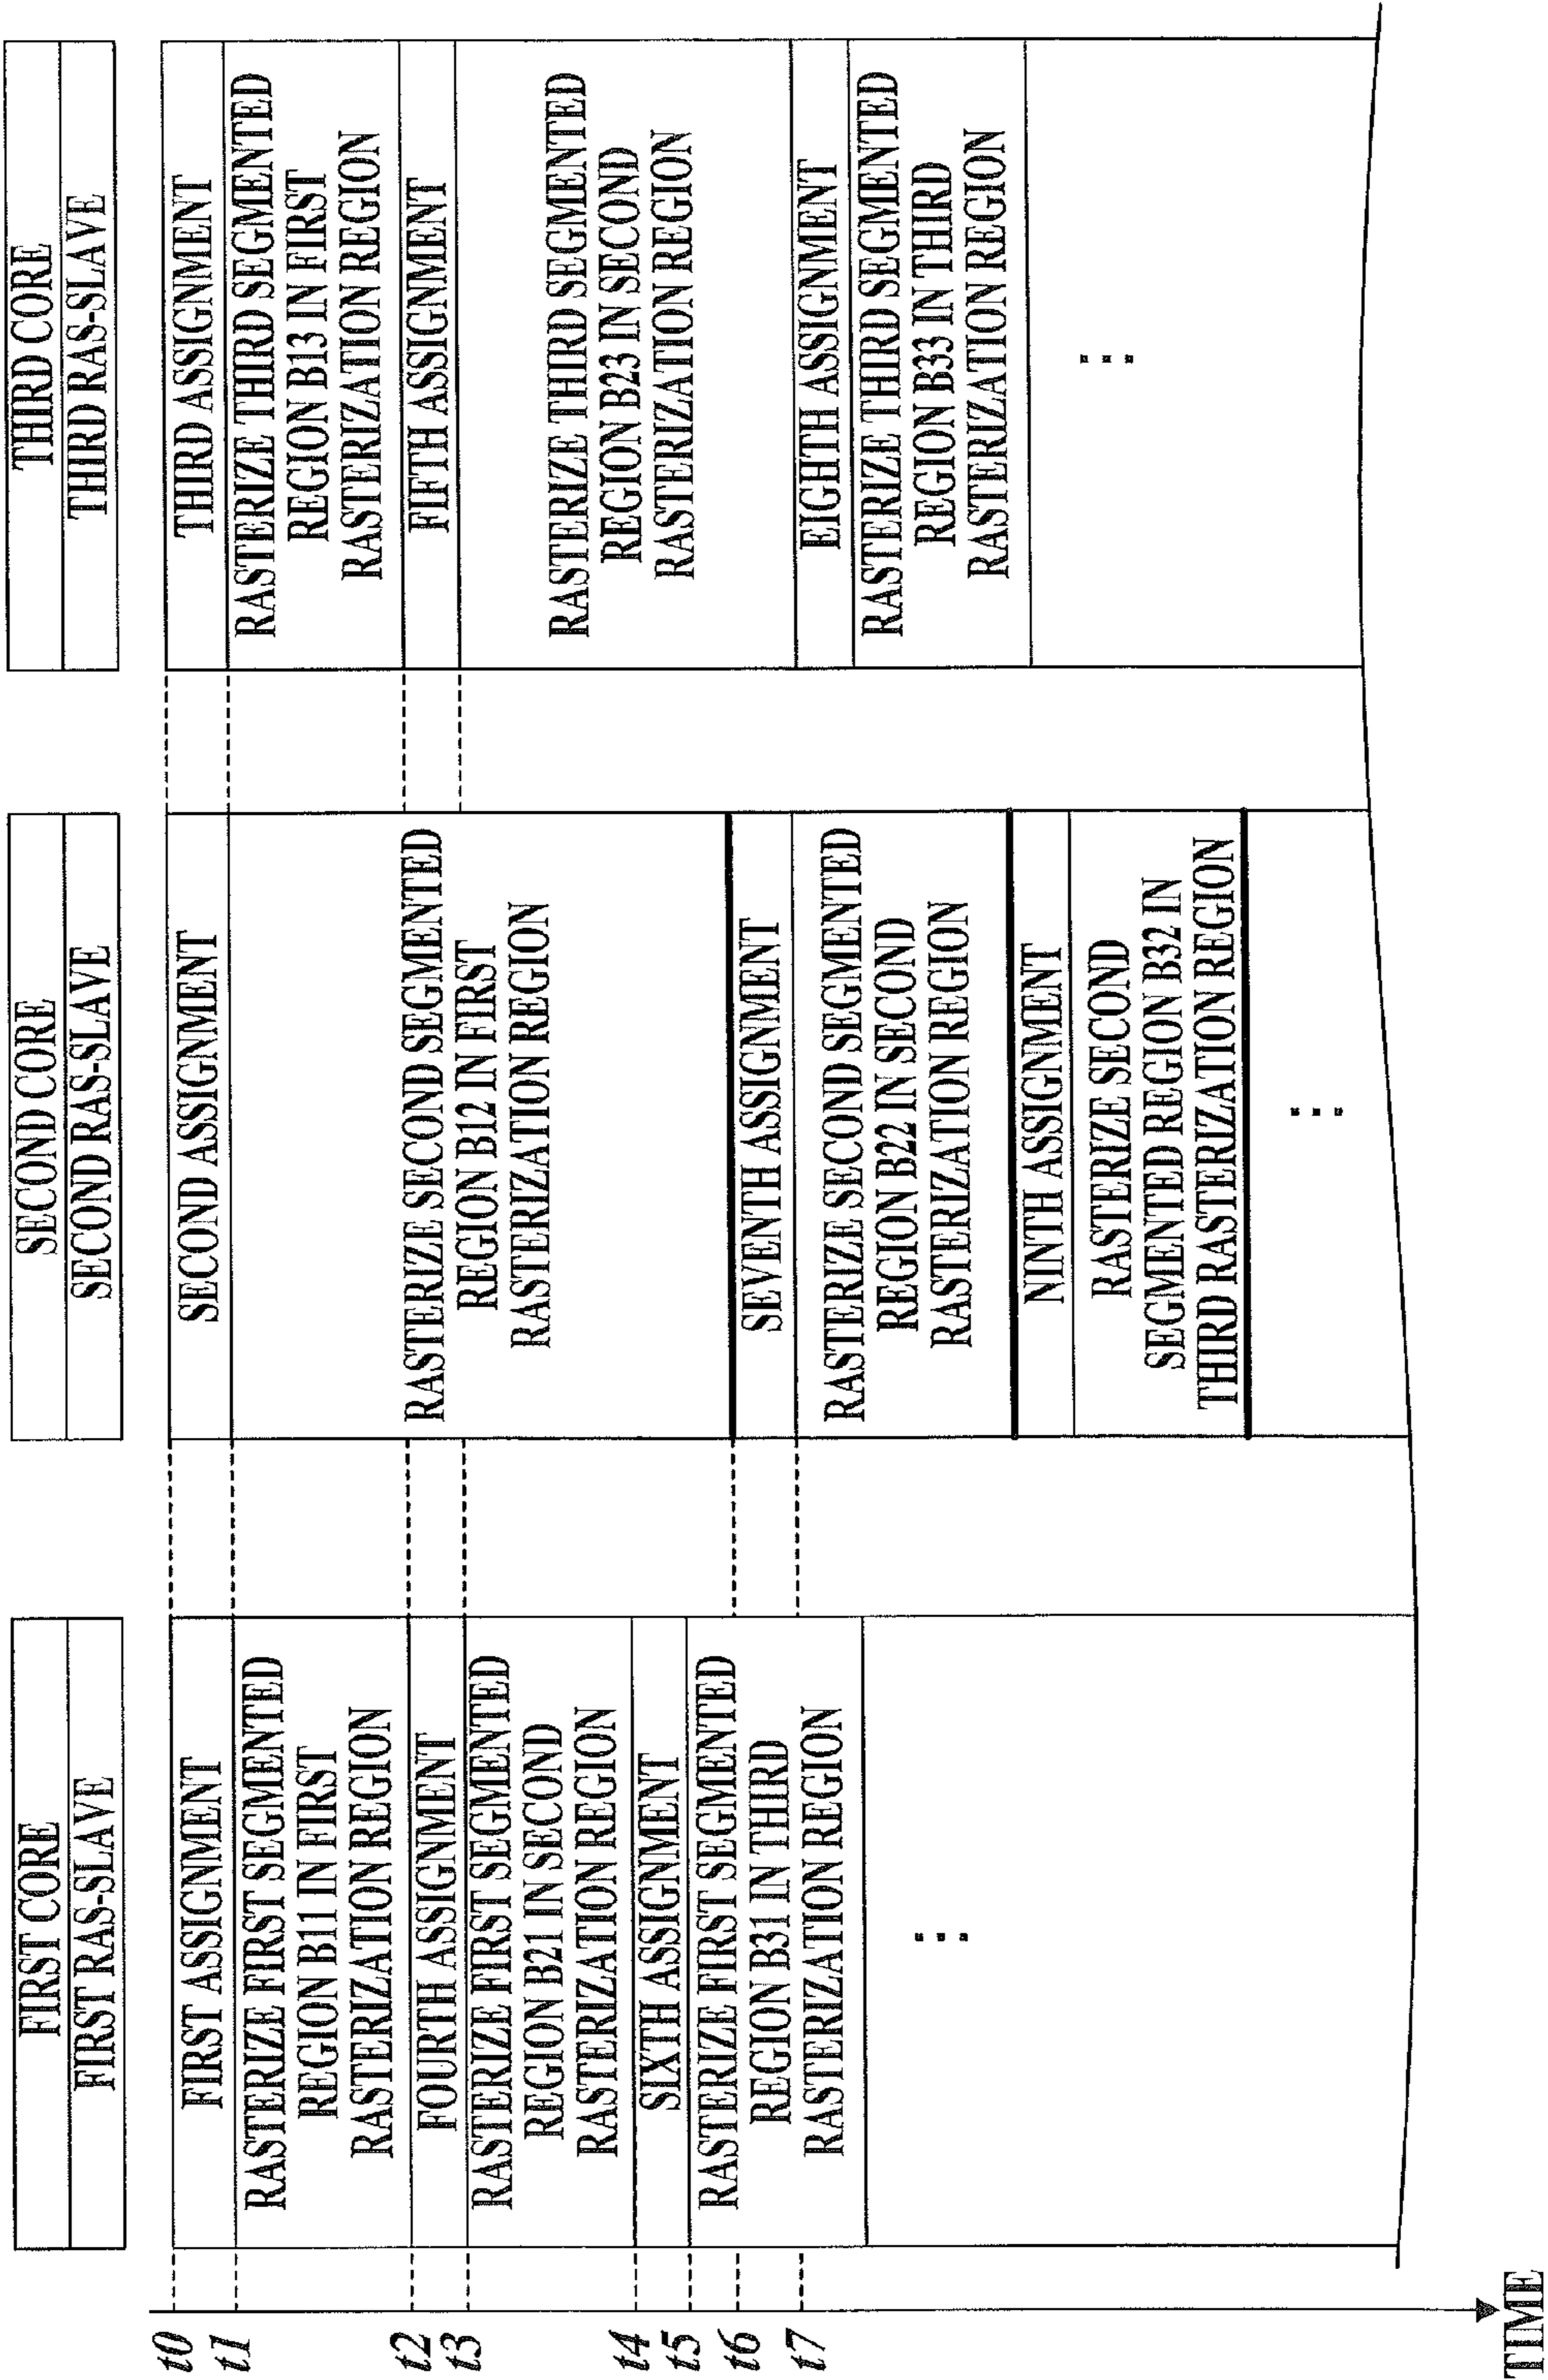 FIRST CORE
FIRST RAS-SLAVE
FIRST ASSIGNMENT
RASTERIZE FIRST SEGMENTED
REGION B11 IN FIRST
RASTERIZATION REGION
FOURTH ASSIGNMENT
RASTERIZE FIRST SEGMENTED
REGION B21 IN SECOND
RASTERIZATION REGION
SIXTH ASSIGNMENT
RASTERIZE FIRST SEGMENTED
REGION B31 IN THIRD
RASTERIZATION REGION
...
SECOND CORE
SECOND RAS-SLAVE
SECOND ASSIGNMENT
RASTERIZE SECOND SEGMENTED
REGION B12 IN FIRST
RASTERIZATION REGION
SEVENTH ASSIGNMENT
RASTERIZE SECOND SEGMENTED
REGION B22 IN SECOND
RASTERIZATION REGION
NINTH ASSIGNMENT
RASTERIZE SECOND
SEGMENTED REGION B32 IN
THIRD RASTERIZATION REGION
...
THIRD CORE
THIRD RAS-SLAVE
THIRD ASSIGNMENT
RASTERIZE THIRD SEGMENTED
REGION B13 IN FIRST
RASTERIZATION REGION
FIFTH ASSIGNMENT
RASTERIZE THIRD SEGMENTED
REGION B23 IN SECOND
RASTERIZATION REGION
EIGHTH ASSIGNMENT
RASTERIZE THIRD SEGMENTED
REGION B33 IN THIRD
RASTERIZATION REGION
...
t0
t1
t2
t3
t4
t5
t6
t7
TIME